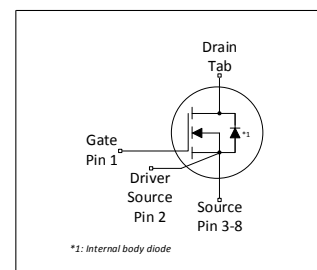 Drain
Tab
*1
Gate
Pin 1
Driver
Source
Pin 2
Source
Pin 3-8
*1: Internal body diode